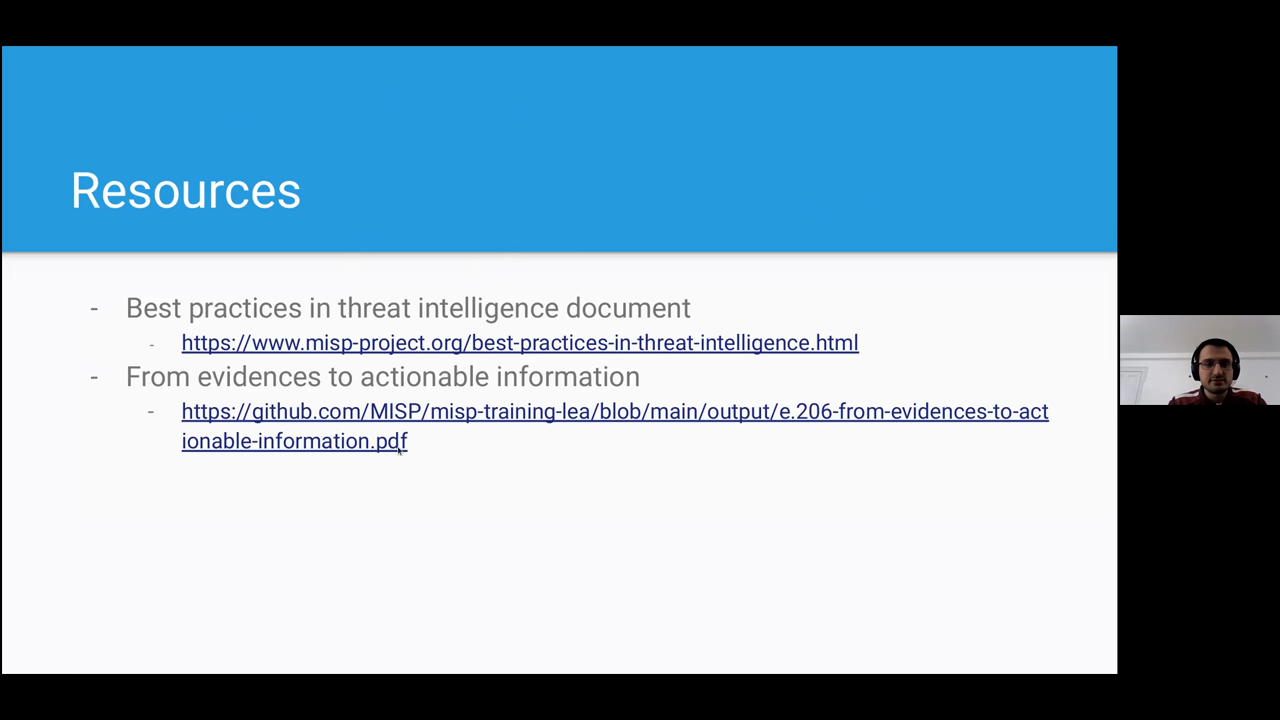 Resources
- Best practices in threat intelligence document
- https://www.misp-project.org/best-practices-in-threat-intelligence.html
- From evidences to actionable information
- https://github.com/MISP/misp-training-lea/blob/main/output/e.206-from-evidences-to-act
ionable-information.pdf